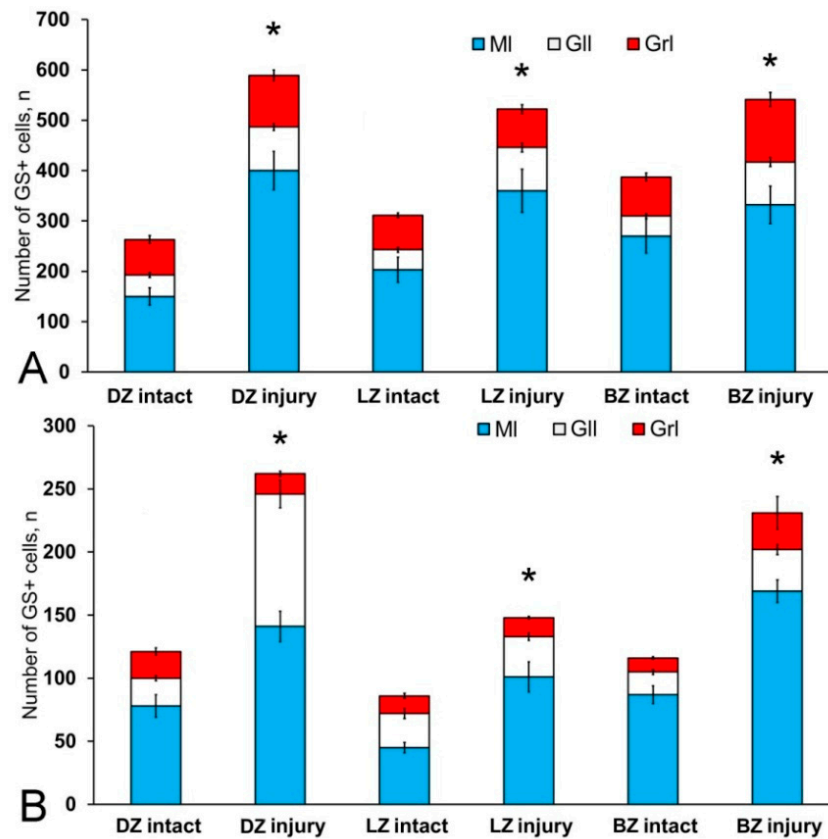 700
600
500
400
300
200
100
0
Number of GS+ cells, n
Ml Gll Grl
* * *
A
DZ intact DZ injury LZ intact LZ injury BZ intact BZ injury
300
250
200
150
100
50
0
Number of GS+ cells, n
Ml Gll Grl
* * *
B
DZ intact DZ injury LZ intact LZ injury BZ intact BZ injury